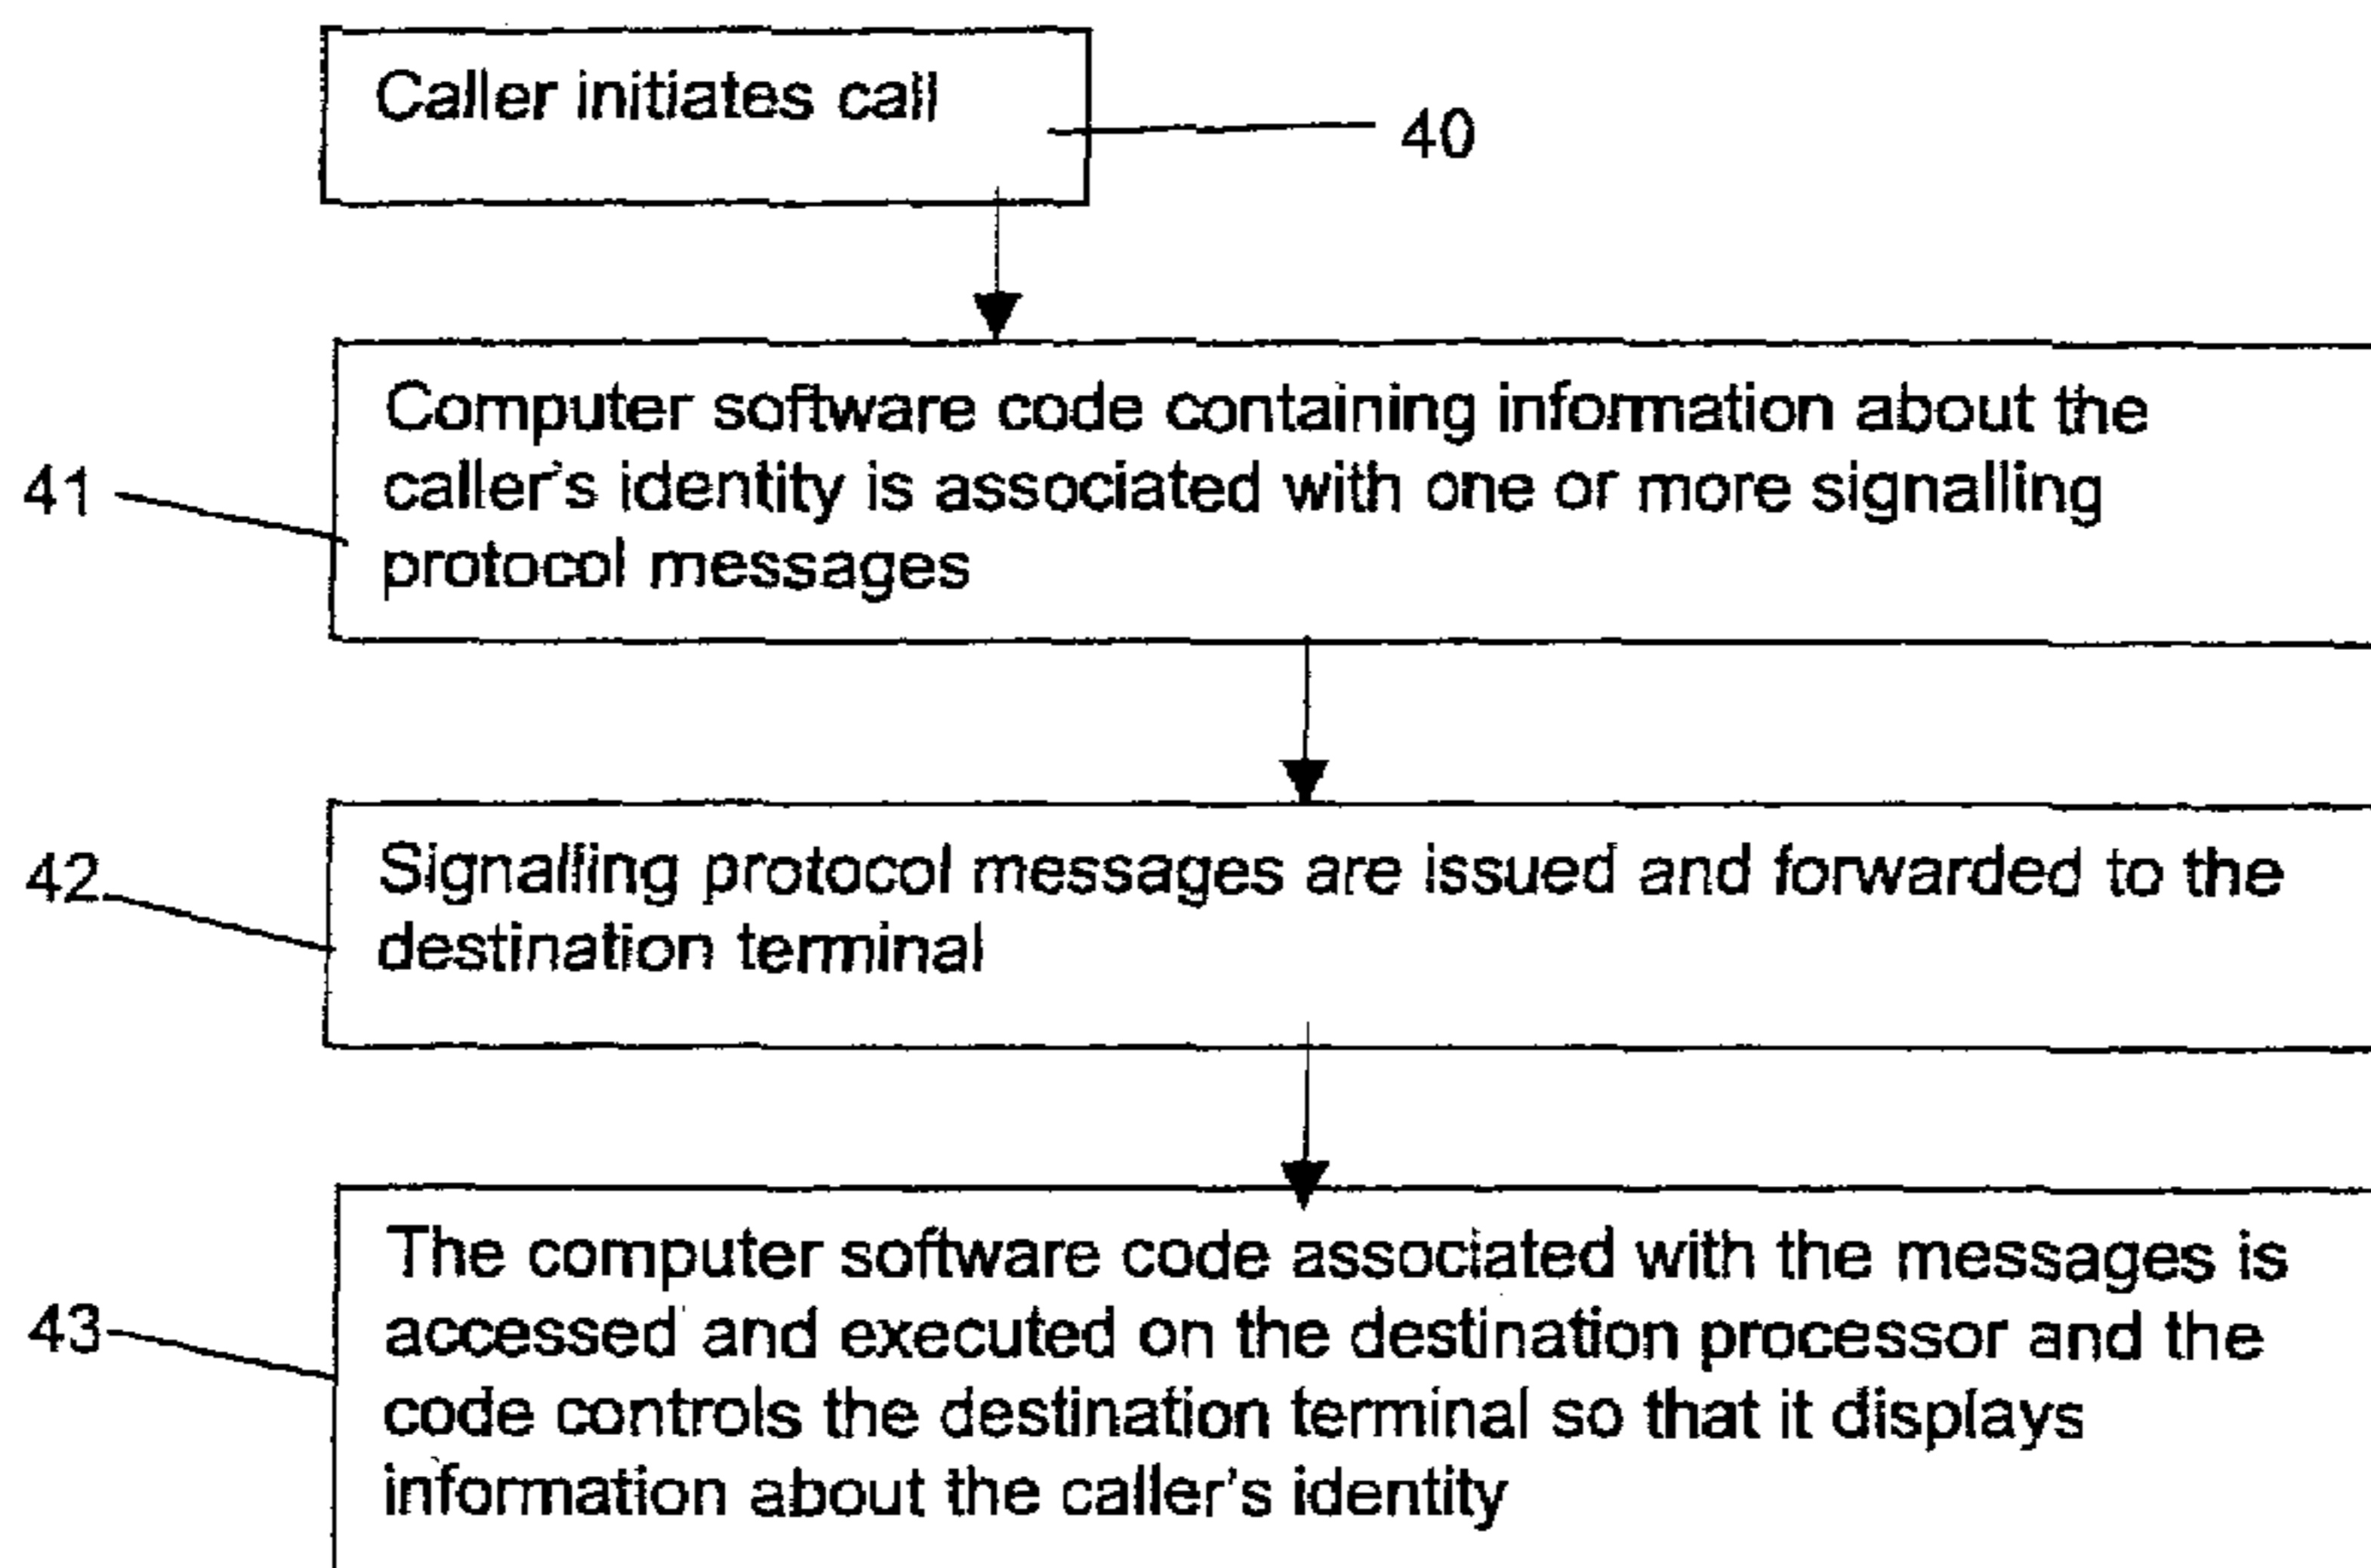 Caller initiates call
40
Computer software code containing information about the
caller's identity is associated with one or more signalling
protocol messages
41
Signalling protocol messages are issued and forwarded to the
destination terminal
42
The computer software code associated with the messages is
accessed and executed on the destination processor and the
code controls the destination terminal so that it displays
information about the caller's identity
43